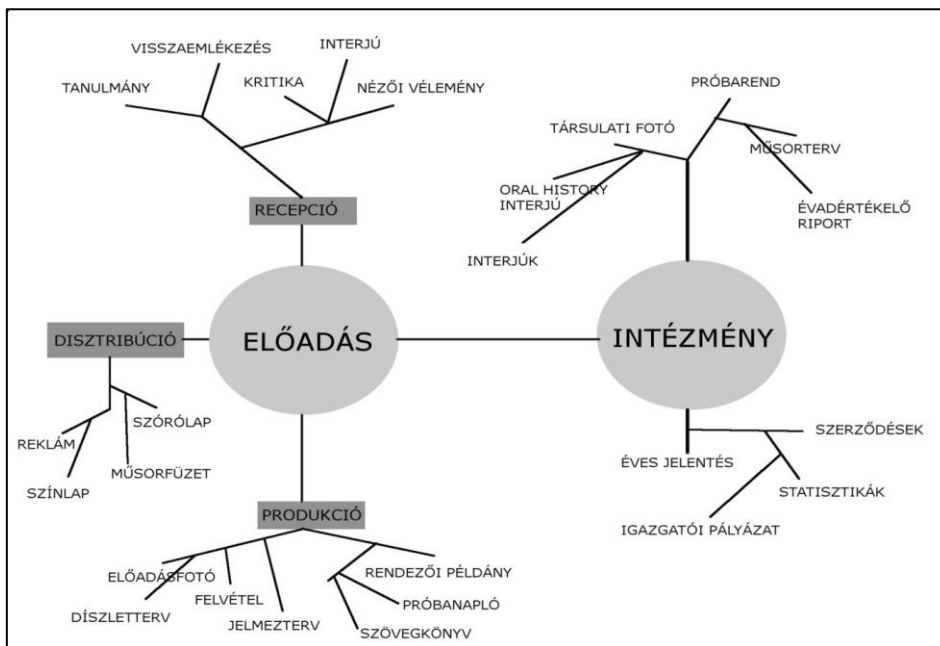 VISSZAEMLÉKEZÉS
INTERJÚ
TANULMÁNY
KRITIKA
NÉZŐI VÉLEMÉNY
RECEPCIÓ
PRÓBAREND
TÁRSULATI FOTÓ
MŰSORTERV
ORAL HISTORY
INTERJÚ
ÉVADÉRTÉKELŐ
RIPORT
INTERJÚK
DISZTRIBÚCIÓ
ELŐADÁS
INTÉZMÉNY
SZÓRÓLAP
REKLÁM
MŰSORFÜZET
SZÍNLAP
SZERZŐDÉSEK
ÉVES JELENTÉS
STATISZTIKÁK
IGAZGATÓI PÁLYÁZAT
PRODUKCIÓ
ELŐADÁSFOTÓ
RENDEZŐI PÉLDÁNY
FELVÉTEL
DÍSZLETTERV
PRÓBANAPLÓ
JELMEZTERV
SZÖVEGKÖNYV